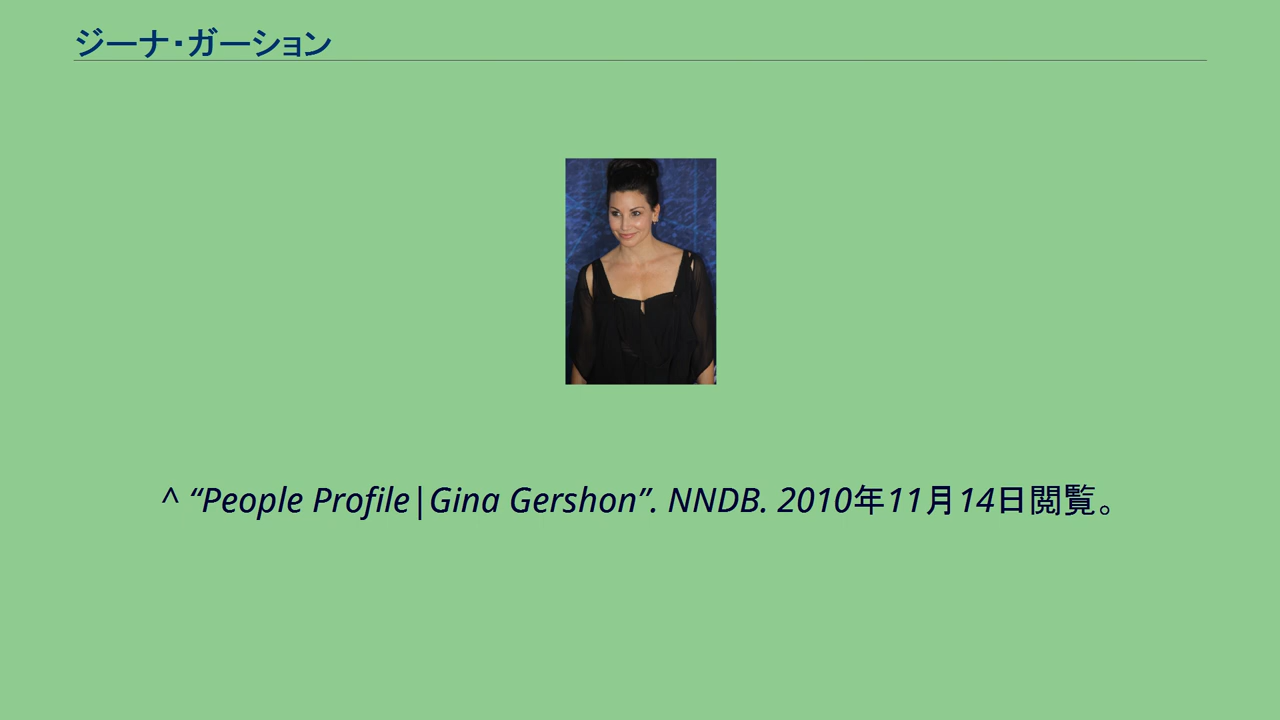 ジーナ・ガーション
^ “People Profile|Gina Gershon”. NNDB. 2010年11月14日閲覧。